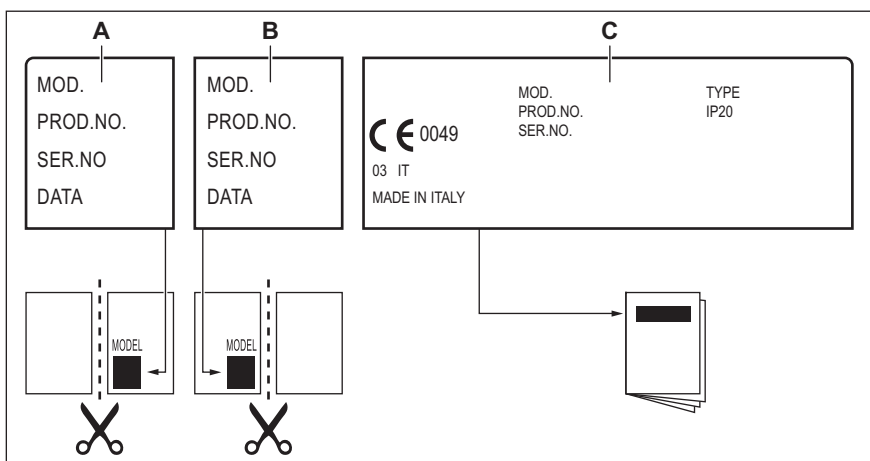 A
B
C
MOD.
PROD.NO.
SER.NO
DATA
MOD.
PROD.NO.
SER.NO
DATA
MOD.
PROD.NO.
SER.NO.
TYPE
IP20
CE 0049
03 IT
MADE IN ITALY
MODEL
MODEL